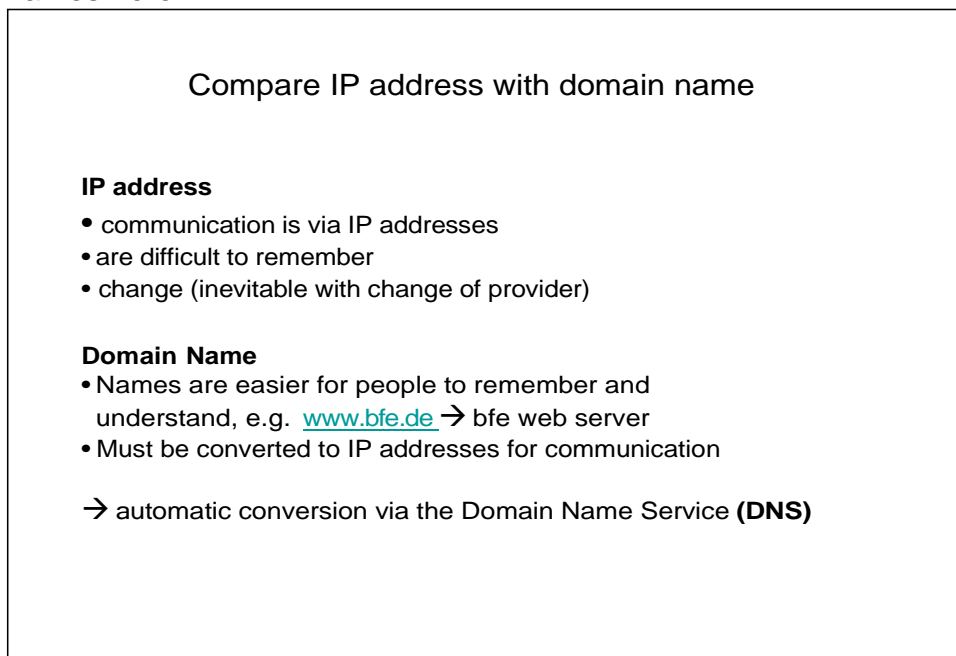 Compare IP address with domain name
IP address
• communication is via IP addresses
• are difficult to remember
• change (inevitable with change of provider)
Domain Name
• Names are easier for people to remember and
understand, e.g. www.bfe.de → bfe web server
• Must be converted to IP addresses for communication
→ automatic conversion via the Domain Name Service (DNS)